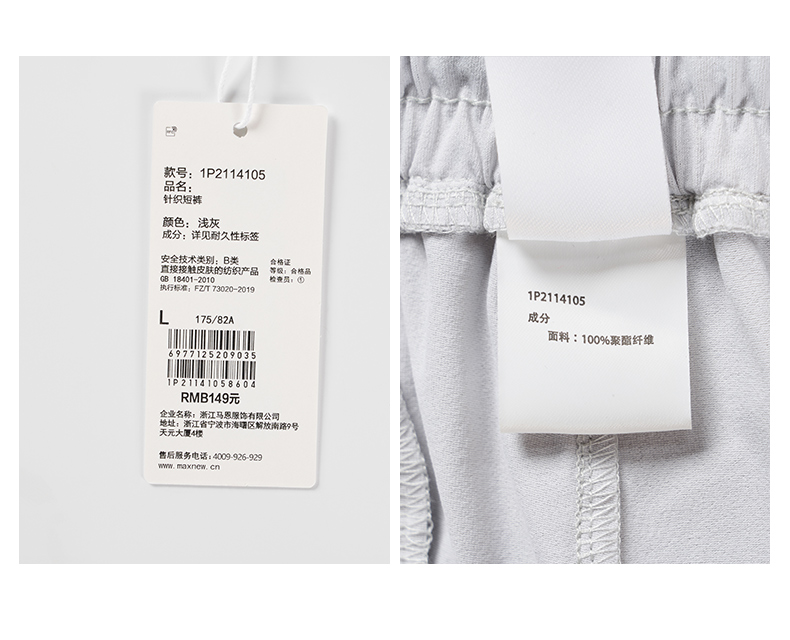 款号：1P2114105
品名：
针织短裤
颜色：浅灰
成分：详见耐久性标签
安全技术类别：B类
直接接触皮肤的纺织产品
GB 18401-2010
执行标准：FZ/T 73020-2019
合格证
等级：合格品
检查员：①
L 175/82A
6977125209035
1P21141058604
RMB149元
企业名称：浙江马恩服饰有限公司
地址：浙江省宁波市海曙区解放南路9号
天元大厦4楼
售后服务电话：4009-926-929
www.maxnew.cn
1P2114105
成分
面料：100%聚酯纤维